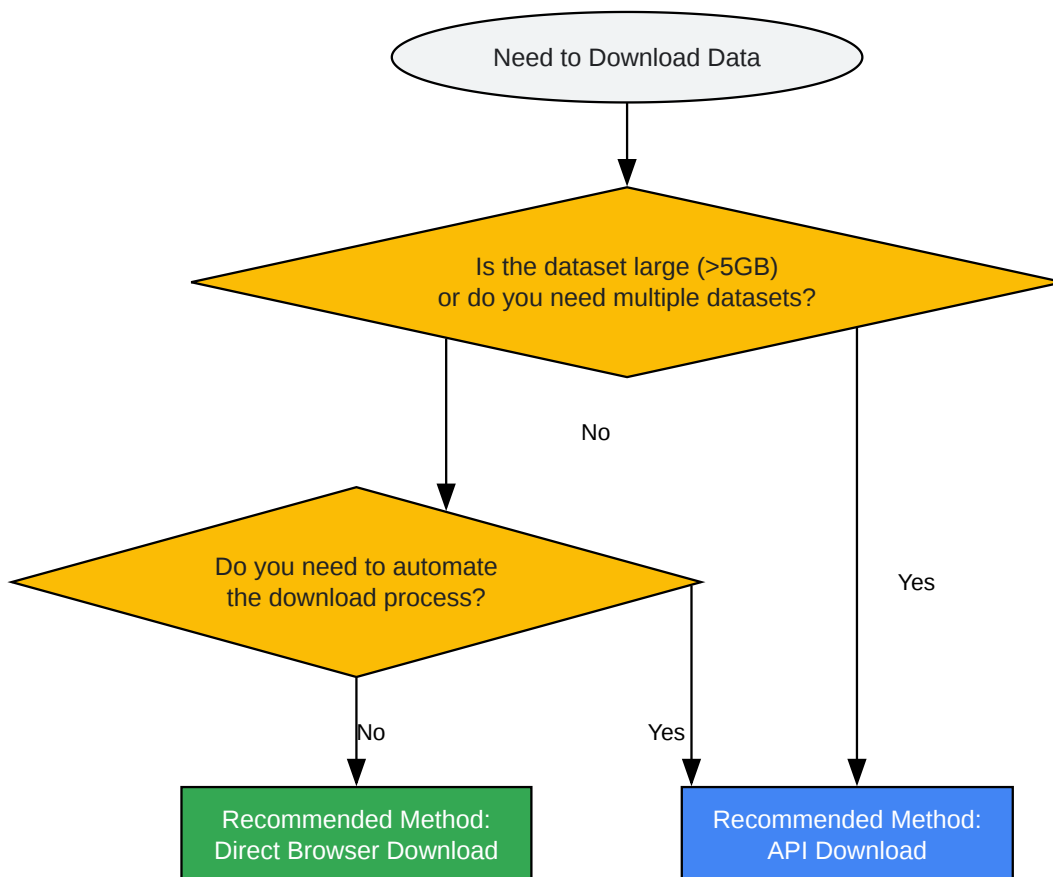 Need to Download Data
Is the dataset large (>5GB)
or do you need multiple datasets?
No
Do you need to automate
the download process?
Yes
No
Yes
Recommended Method:
Direct Browser Download
Recommended Method:
API Download